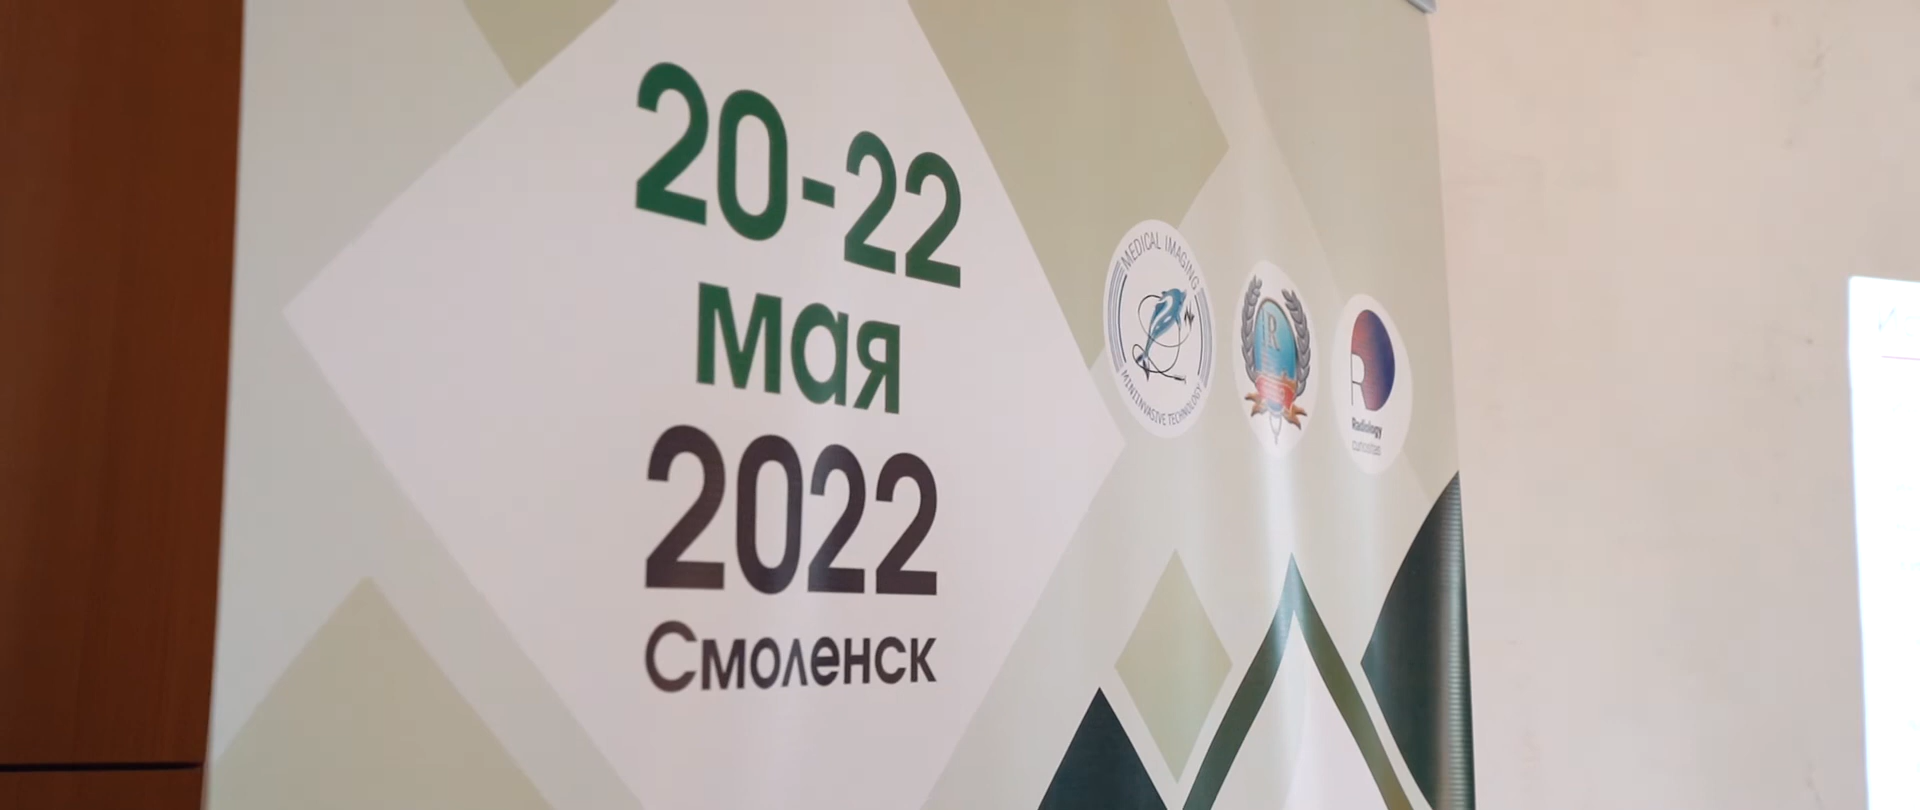 20-22
мая
2022
Смоленск
MEDICAL IMAGING
MINIINVASIVE TECHNOLOGY
R
R
Radiology